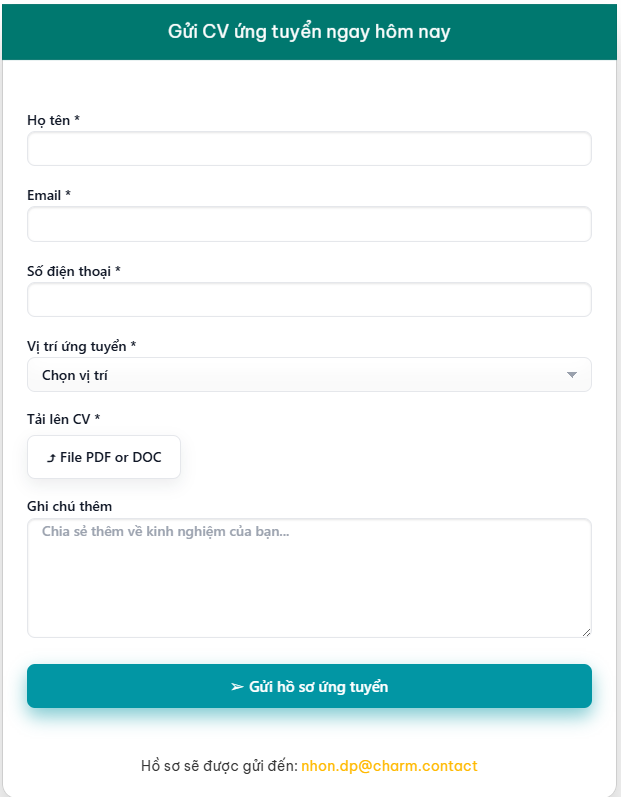 Gửi CV ứng tuyển ngay hôm nay
Họ tên *
Email *
Số điện thoại *
Vị trí ứng tuyển *
Chọn vị trí
Tải lên CV *
⤴ File PDF or DOC
Ghi chú thêm
Chia sẻ thêm về kinh nghiệm của bạn...
➢ Gửi hồ sơ ứng tuyển
Hồ sơ sẽ được gửi đến: nhon.dp@charm.contact